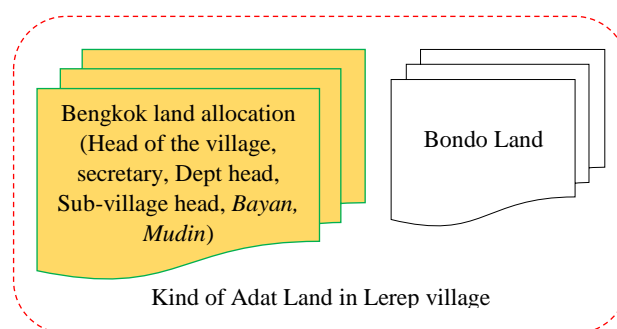 Bengkok land allocation
(Head of the village,
secretary, Dept head,
Sub-village head, Bayan,
Mudin)
Bondo Land
Kind of Adat Land in Lerep village